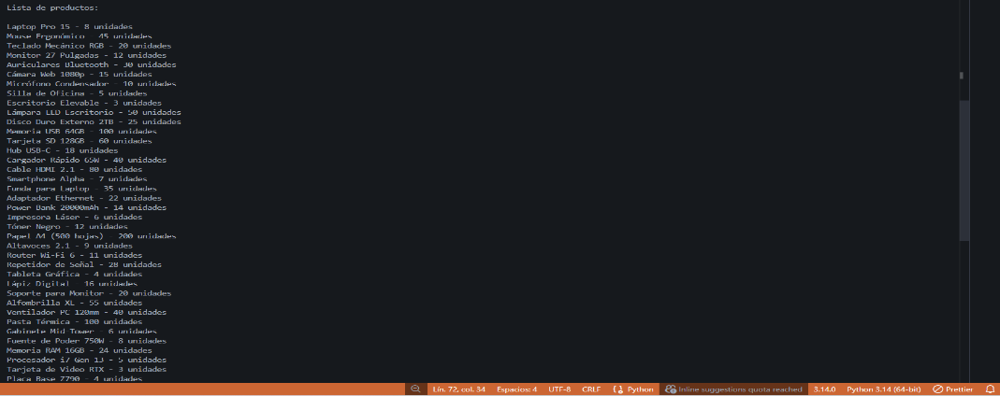 Lista de productos:
Laptop Pro 15 - 8 unidades
Mouse Ergonómico - 45 unidades
Teclado Mecánico RGB - 20 unidades
Monitor 27 Pulgadas - 12 unidades
Auriculares Bluetooth - 30 unidades
Cámara Web 1080p - 15 unidades
Micrófono Condensador - 10 unidades
Silla de Oficina - 5 unidades
Escritorio Elevable - 3 unidades
Lámpara LED Escritorio - 50 unidades
Disco Duro Externo 2TB - 25 unidades
Memoria USB 64GB - 100 unidades
Tarjeta SD 128GB - 60 unidades
Hub USB-C - 18 unidades
Cargador Rápido 65W - 40 unidades
Cable HDMI 2.1 - 80 unidades
Smartphone Alpha - 7 unidades
Funda para Laptop - 35 unidades
Adaptador Ethernet - 22 unidades
Power Bank 20000mAh - 14 unidades
Impresora Láser - 6 unidades
Tóner Negro - 12 unidades
Papel A4 (500 hojas) - 200 unidades
Altavoces 2.1 - 9 unidades
Router Wi-Fi 6 - 11 unidades
Repetidor de Señal - 28 unidades
Tableta Gráfica - 4 unidades
Lápiz Digital - 16 unidades
Soporte para Monitor - 20 unidades
Alfombrilla XL - 55 unidades
Ventilador PC 120mm - 40 unidades
Pasta Térmica - 100 unidades
Gabinete Mid-Tower - 6 unidades
Fuente de Poder 750W - 8 unidades
Memoria RAM 16GB - 24 unidades
Procesador i7 Gen 13 - 5 unidades
Tarjeta de Video RTX - 3 unidades
Placa Base Z790 - 4 unidades
Lín. 72, col. 34 Espacios: 4 UTF-8 CRLF Python Inline suggestions quota reached 3.14.0 Python 3.14 (64-bit) Prettier